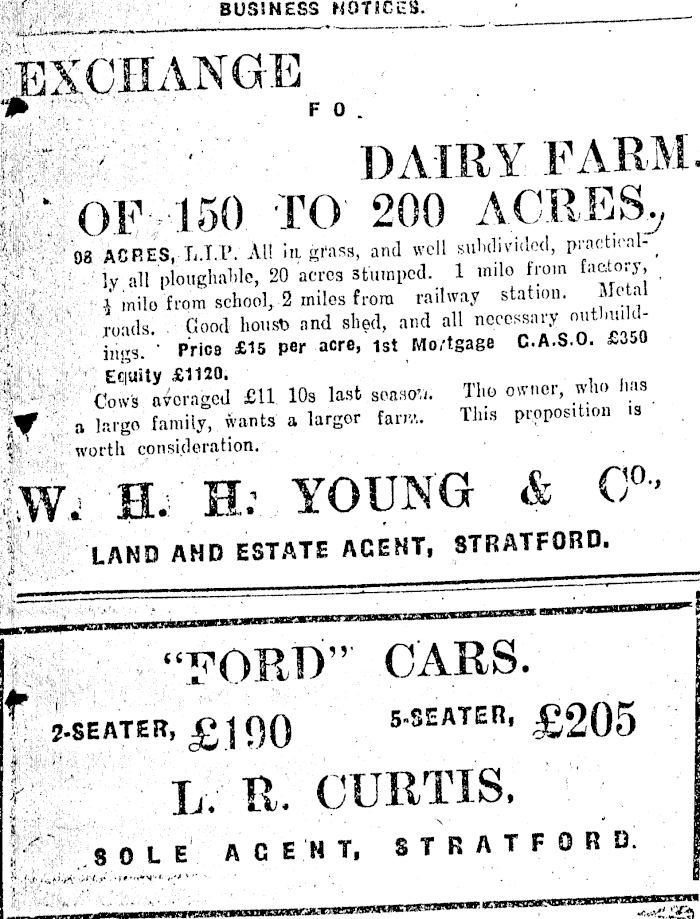 BUSINESS NOTICES.
EXCHANGE
FO.
DAIRY FARM.
OF 150 TO 200 ACRES.,
98 ACRES, L.I.P. All in grass, and well subdivided, practical-
ly all ploughable, 20 acres stumped. 1 mile from factory,
½ mile from school, 2 miles from railway station. Metal
roads. Good house and shed, and all necessary outbuild-
ings. Price £15 per acre, 1st Mortgage C.A.S.O. £350
Equity £1120.
Cows averaged £11 10s last season. The owner, who has
a large family, wants a larger farm. This proposition is
worth consideration.
W. H. H. YOUNG & Co.,
LAND AND ESTATE AGENT, STRATFORD.
"FORD" CARS.
2-SEATER, £190 5-SEATER, £205
L. R. CURTIS,
SOLE AGENT, STRATFORD.